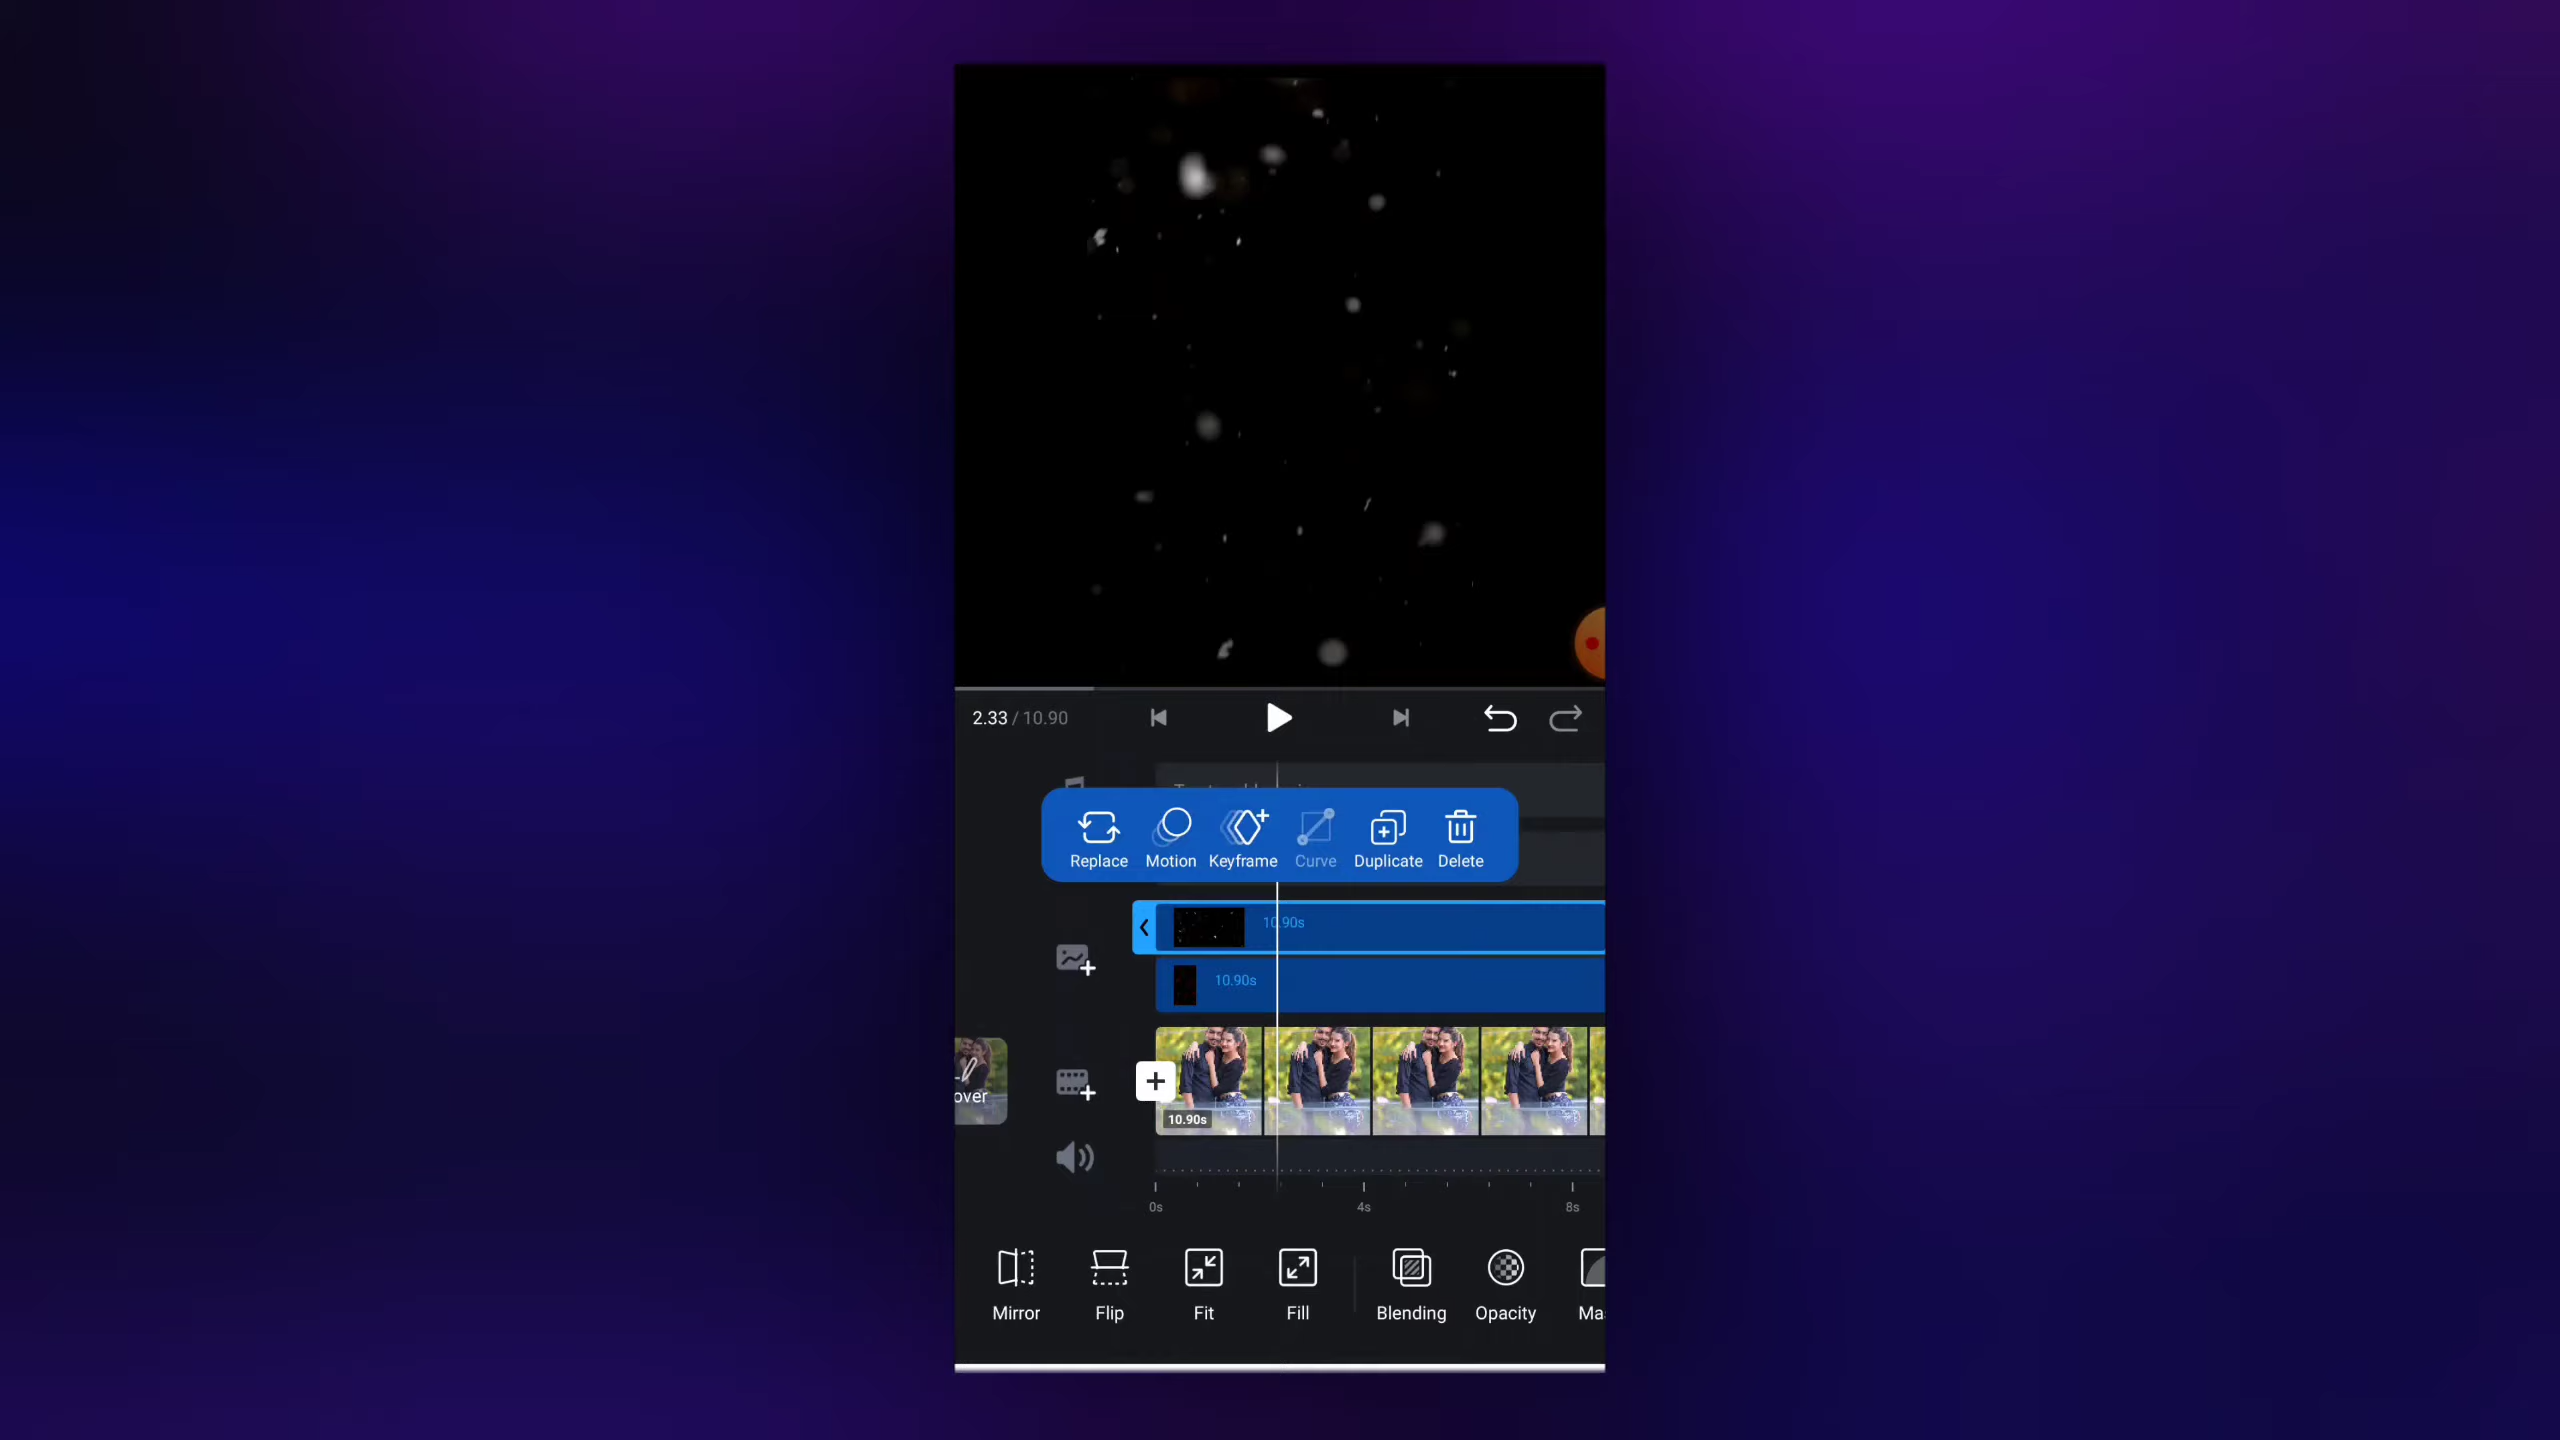 2.33 / 10.90
Replace Motion Keyframe Curve Duplicate Delete
10.90s
10.90s
over
10.90s
0s 4s 8s
Mirror Flip Fit Fill Blending Opacity Ma